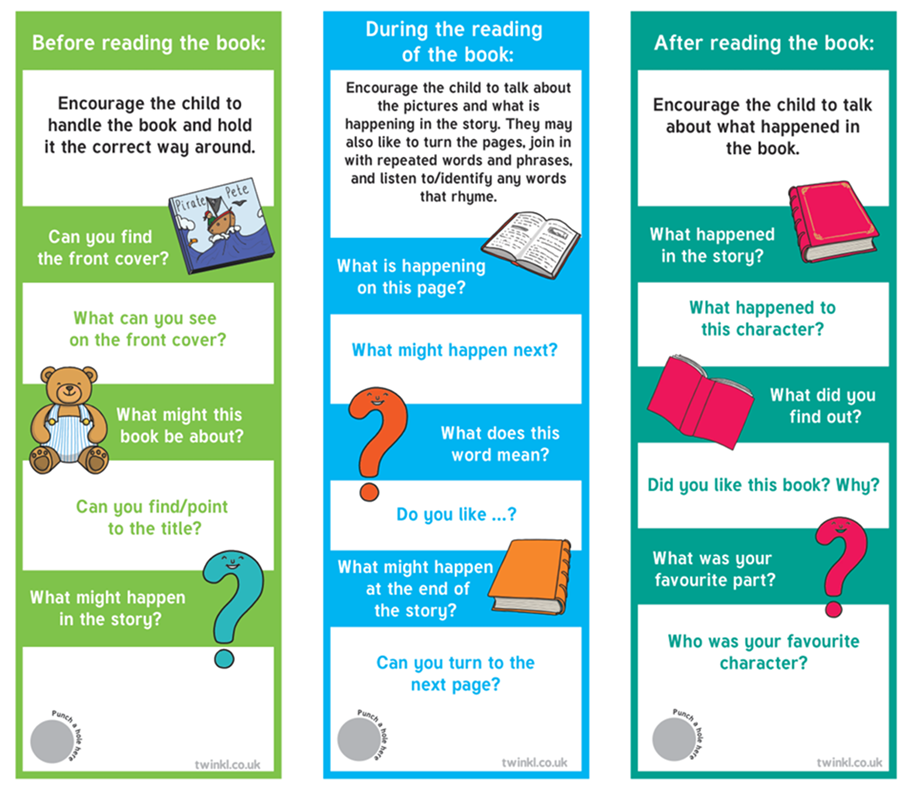 Before reading the book:
Encourage the child to
handle the book and hold
it the correct way around.
Pirate Pete
Can you find
the front cover?
What can you see
on the front cover?
What might this
book be about?
Can you find/point
to the title?
What might happen
in the story?
Punch a hole here
twinkl.co.uk
During the reading
of the book:
Encourage the child to talk about
the pictures and what is
happening in the story. They may
also like to turn the pages, join in
with repeated words and phrases,
and listen to/identify any words
that rhyme.
What is happening
on this page?
What might happen next?
What does this
word mean?
Do you like ...?
What might happen
at the end of
the story?
Can you turn to the
next page?
Punch a hole here
twinkl.co.uk
After reading the book:
Encourage the child to talk
about what happened in
the book.
What happened
in the story?
What happened to
this character?
What did you
find out?
Did you like this book? Why?
What was your
favourite part?
Who was your favourite
character?
Punch a hole here
twinkl.co.uk